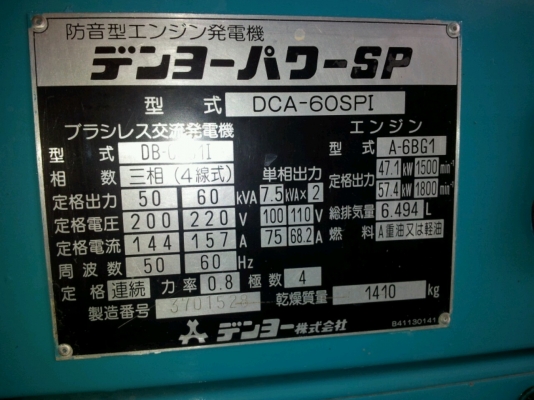 防音型エンジン発電機
デンヨーパワーSP
型式 DCA-60SPI
ブラシレス交流発電機
型式
相数 三相(4線式) 単相出力
定格出力 50 60 kVA 7.5 kVA×2
定格電圧 200 220 V 100 110 V
定格電流 144 157 A 75 68.2 A
周波数 50 60 Hz
定格 連続 力率 0.8 極数 4
製造番号
エンジン
型式 A-6BG1
定格出力 47.1 kW 1500 min⁻¹
57.4 kW 1800 min⁻¹
総排気量 6.494 L
燃料 A重油又は軽油
乾燥質量 1410 kg
デンヨー株式会社
B41130141